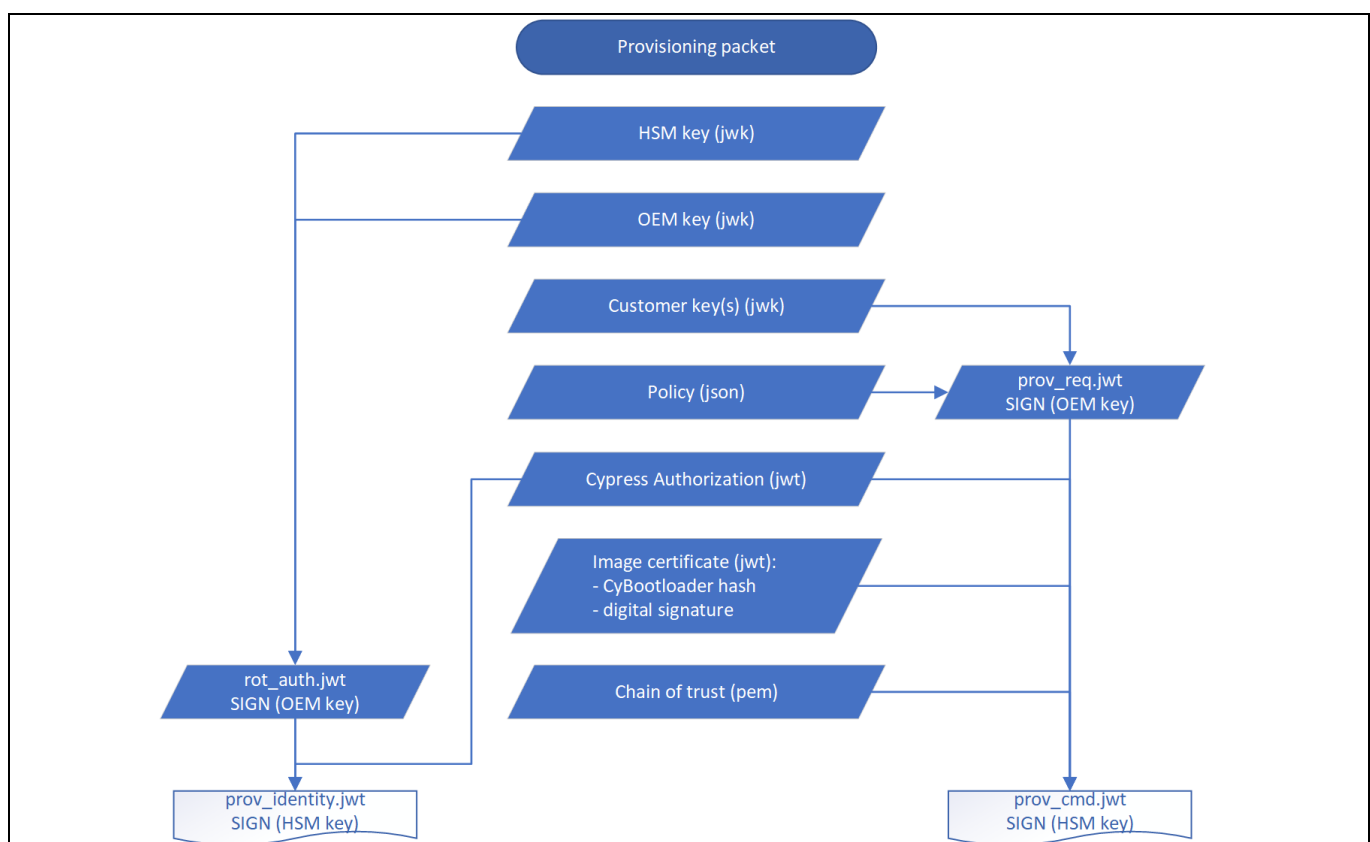 Provisioning packet
HSM key (jwk)
OEM key (jwk)
Customer key(s) (jwk)
Policy (json)
prov_req.jwt
SIGN (OEM key)
Cypress Authorization (jwt)
Image certificate (jwt):
- CyBootloader hash
- digital signature
rot_auth.jwt
SIGN (OEM key)
Chain of trust (pem)
prov_identity.jwt
SIGN (HSM key)
prov_cmd.jwt
SIGN (HSM key)